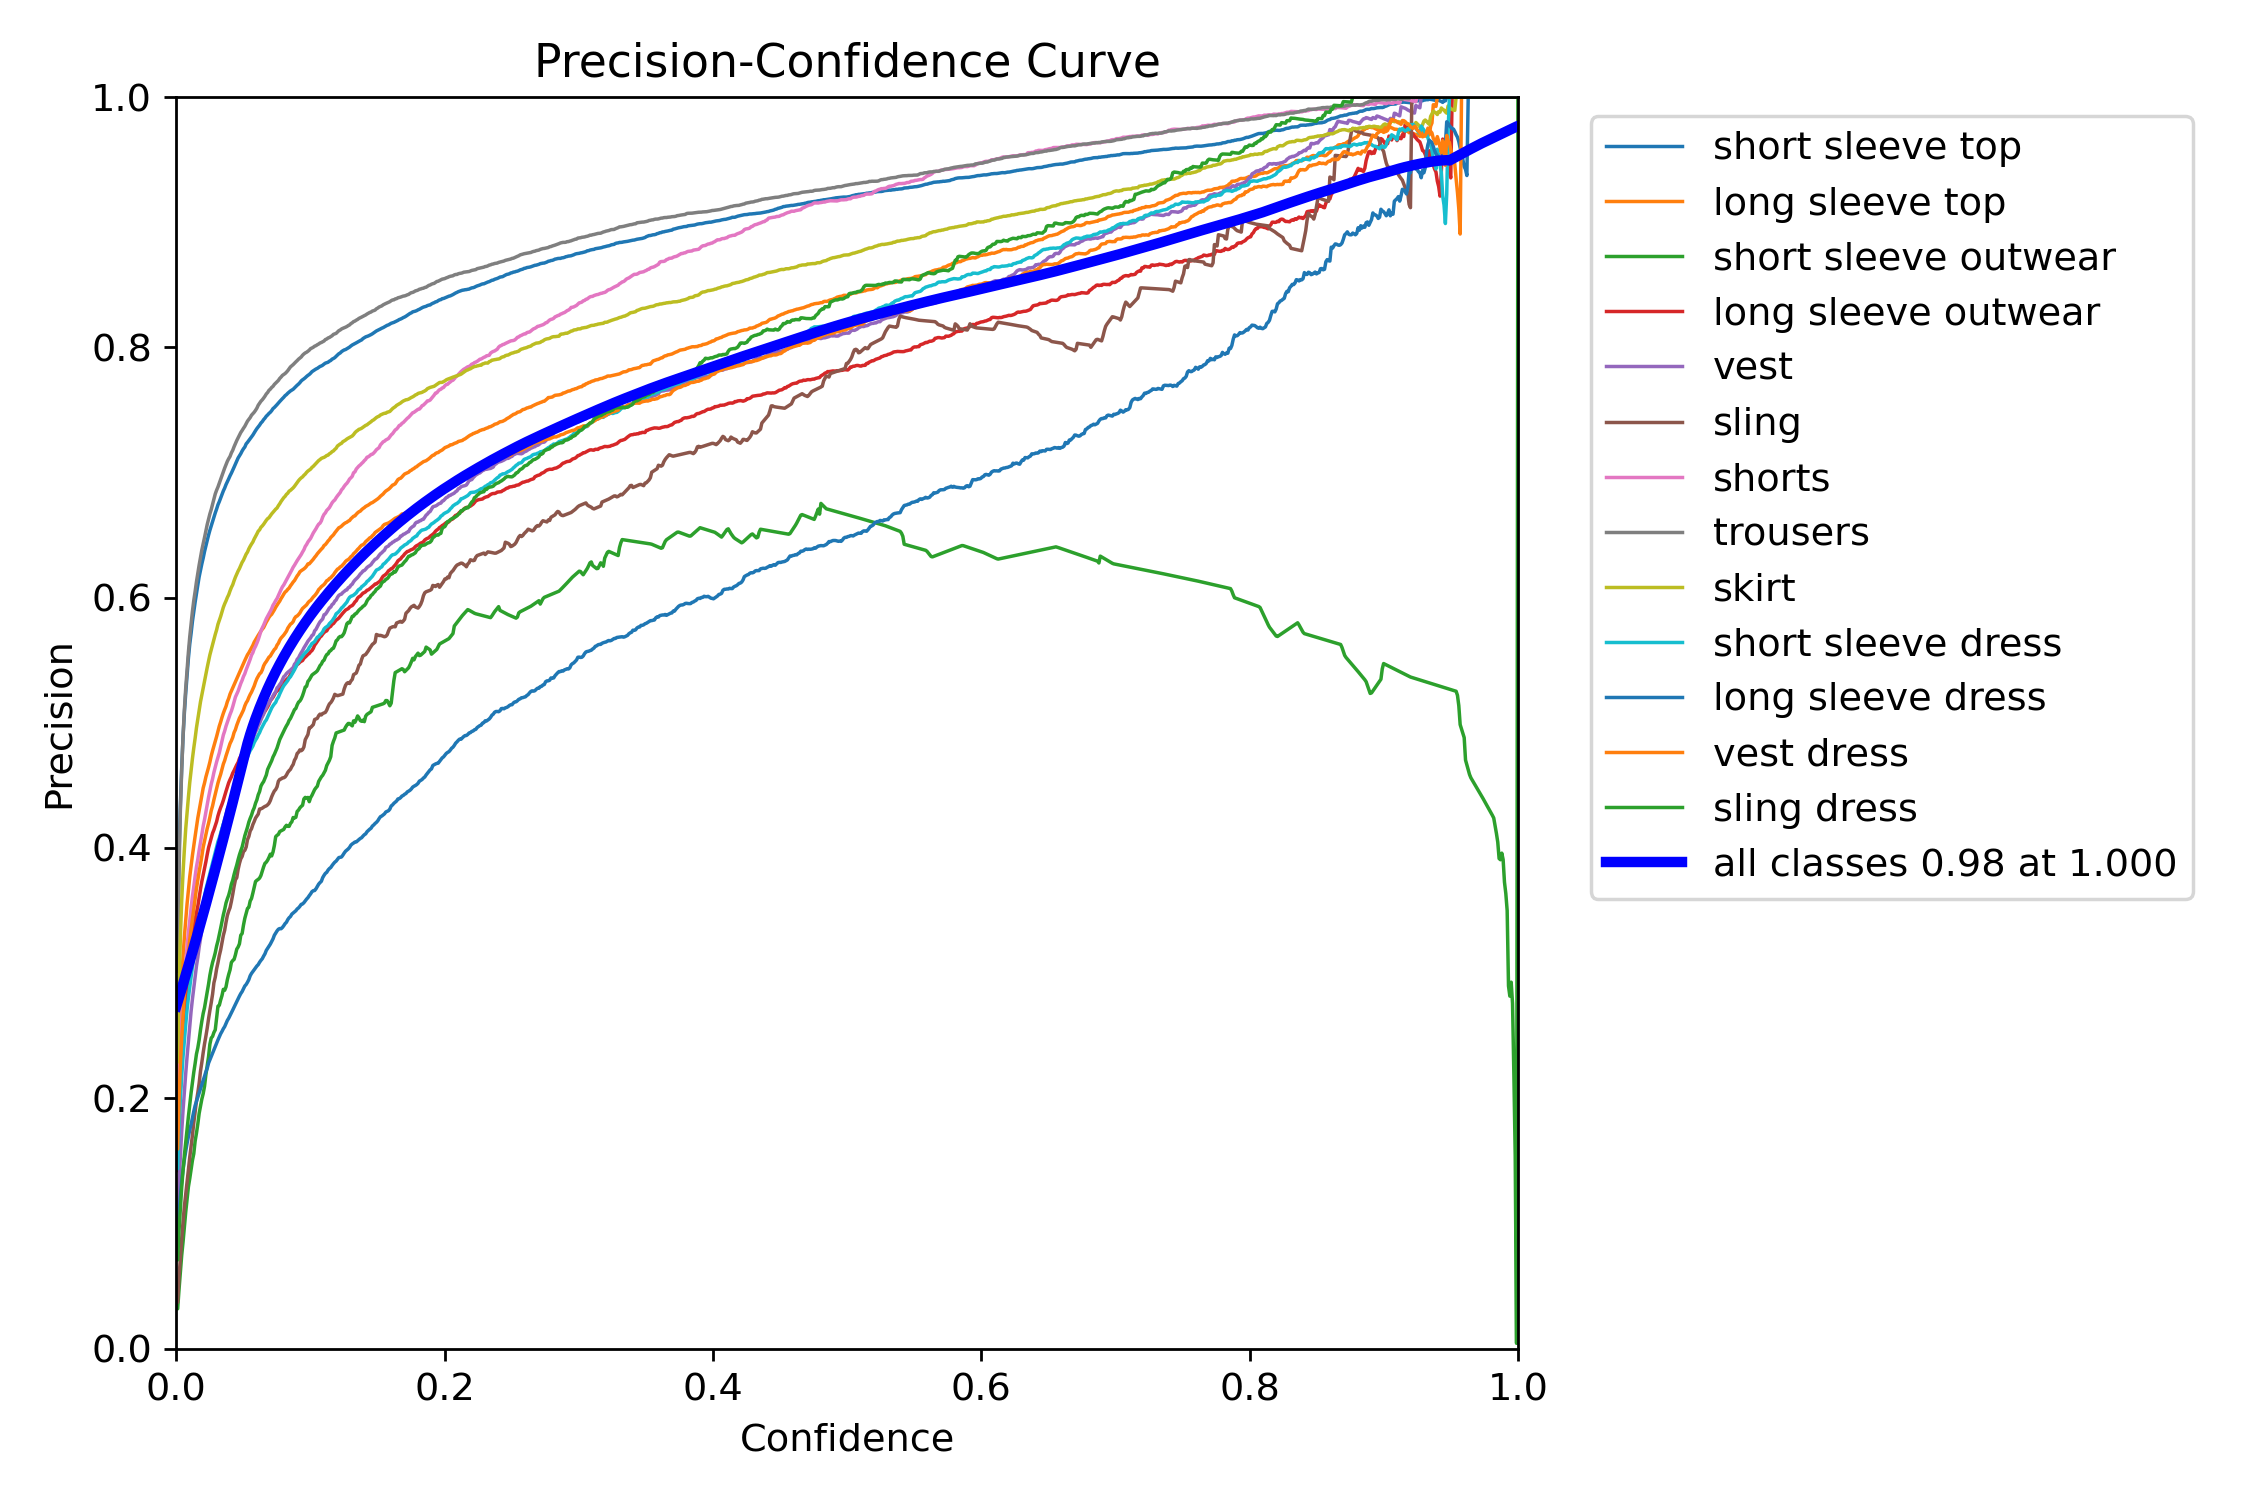 Precision-Confidence Curve
1.0
0.8
0.6
0.4
0.2
0.0
Precision
0.0 0.2 0.4 0.6 0.8 1.0
Confidence
short sleeve top
long sleeve top
short sleeve outwear
long sleeve outwear
vest
sling
shorts
trousers
skirt
short sleeve dress
long sleeve dress
vest dress
sling dress
all classes 0.98 at 1.000